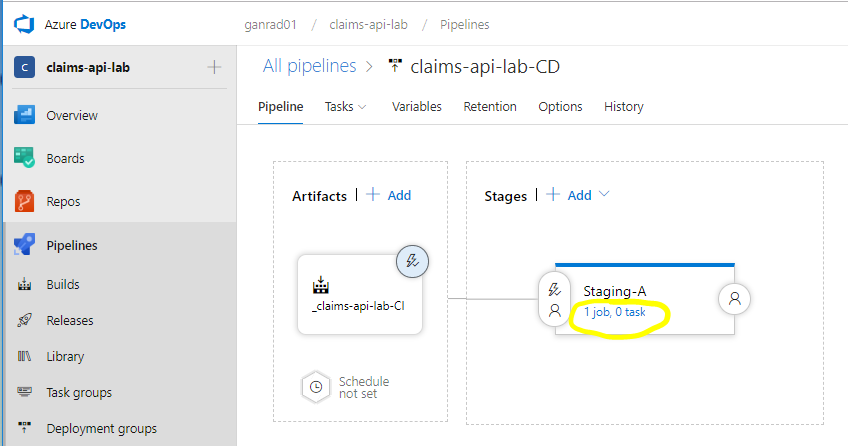 Azure DevOps
ganrad01 / claims-api-lab / Pipelines
C claims-api-lab
All pipelines > claims-api-lab-CD
Pipeline Tasks Variables Retention Options History
Overview
Boards
Repos
Pipelines
Builds
Releases
Library
Task groups
Deployment groups
Artifacts | + Add
_claims-api-lab-CI
Schedule
not set
Stages | + Add
Staging-A
1 job, 0 task